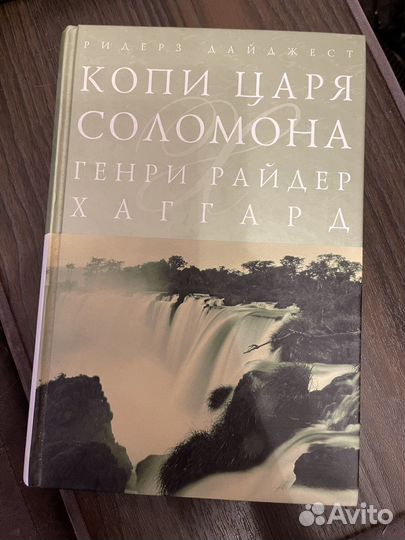 РИДЕРЗ ДАЙДЖЕСТ
КОПИ ЦАРЯ
СОЛОМОНА
ГЕНРИ РАЙДЕР
ХАГГАРД
Avito